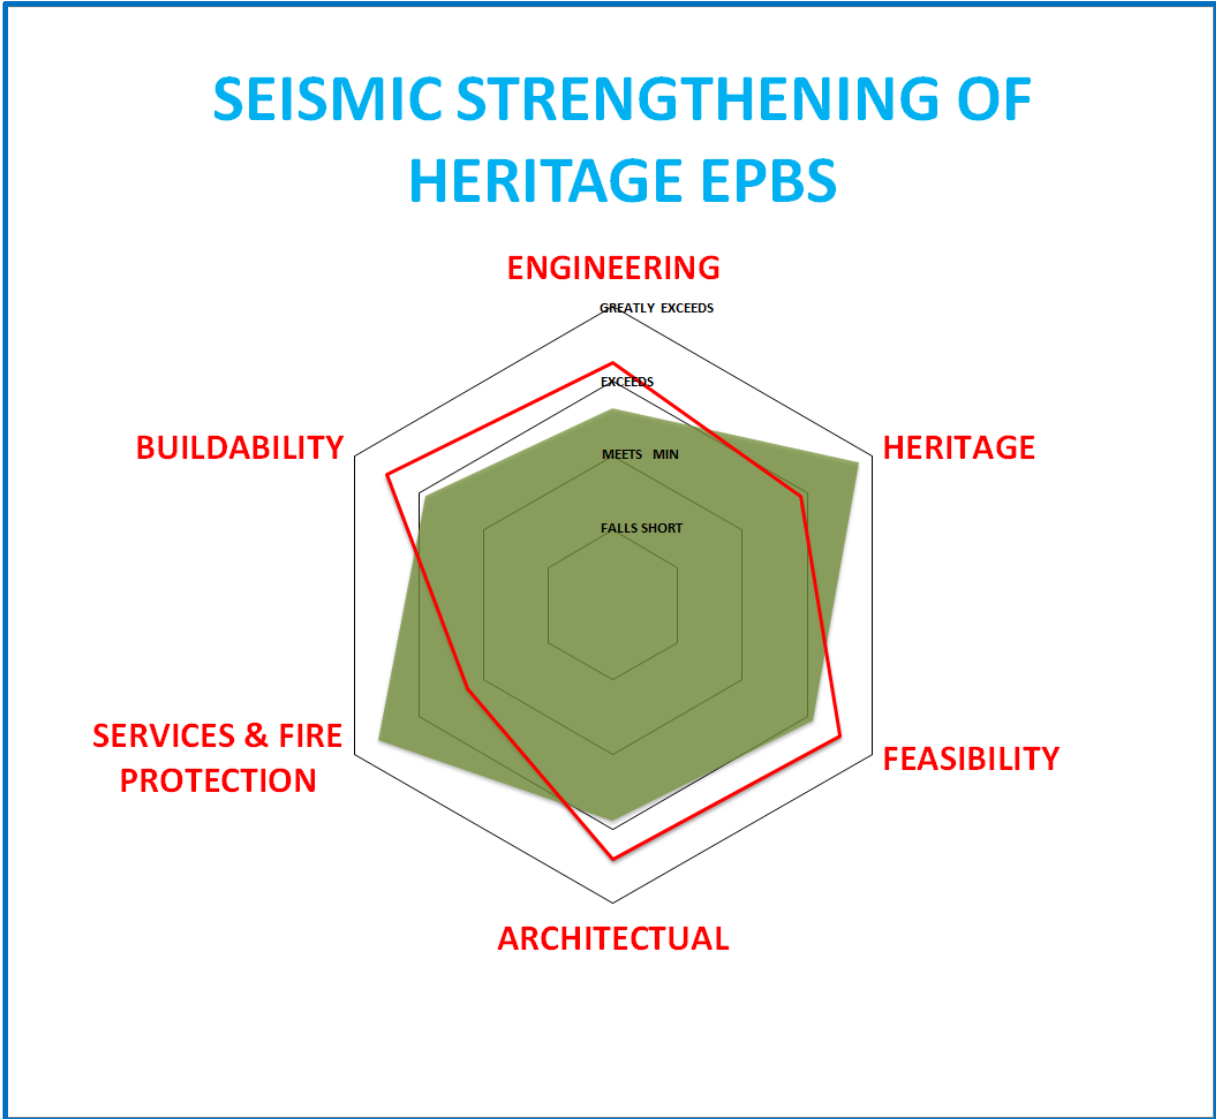 SEISMIC STRENGTHENING OF
HERITAGE EPBS
ENGINEERING
GREATLY EXCEEDS
EXCEEDS
BUILDABILITY
HERITAGE
MEETS MIN
FALLS SHORT
SERVICES & FIRE
PROTECTION
FEASIBILITY
ARCHITECTUAL